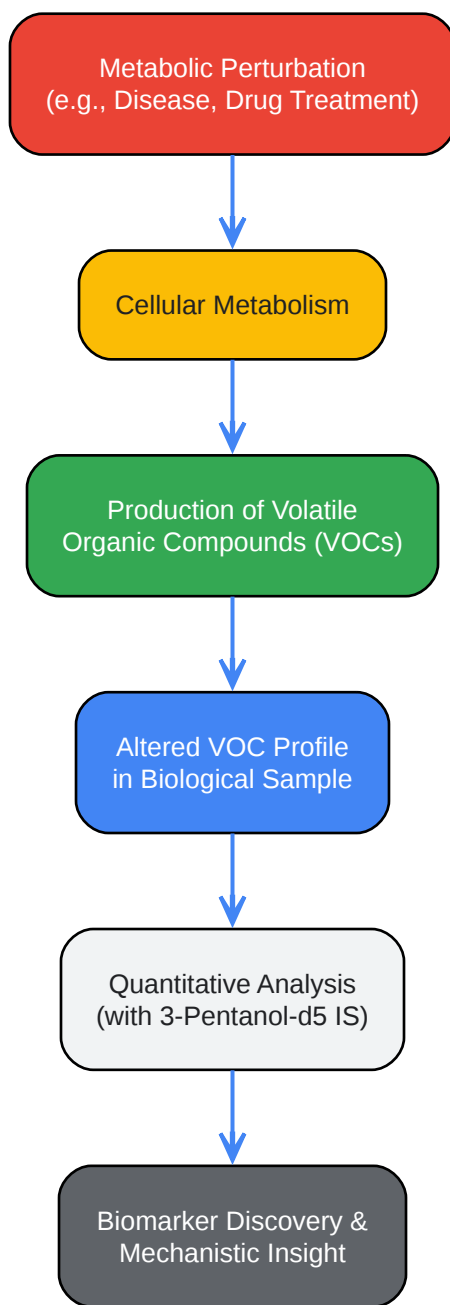 Metabolic Perturbation
(e.g., Disease, Drug Treatment)
Cellular Metabolism
Production of Volatile
Organic Compounds (VOCs)
Altered VOC Profile
in Biological Sample
Quantitative Analysis
(with 3-Pentanol-d5 IS)
Biomarker Discovery &
Mechanistic Insight